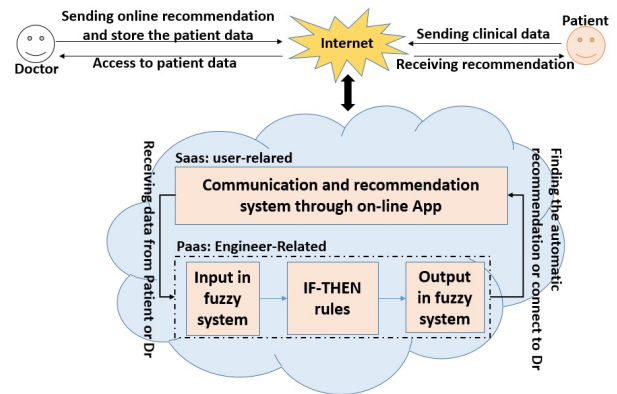 Sending online recommendation
and store the patient data
Access to patient data
Doctor
Internet
Patient
Sending clinical data
Receiving recommendation
Receiving data from Patient or Dr
Saas: user-relared
Communication and recommendation
system through on-line App
Paas: Engineer-Related
Input in
fuzzy
system
IF-THEN
rules
Output
in fuzzy
system
Finding the automatic
recommendation or connect to Dr